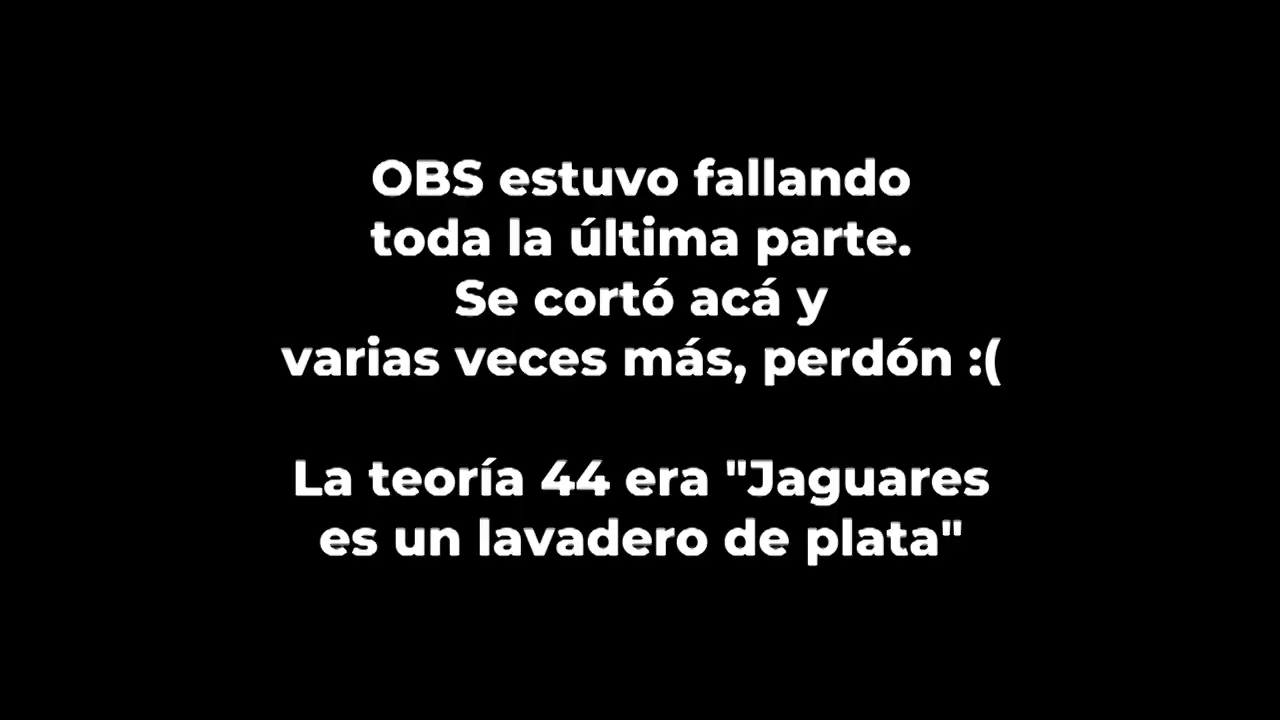 OBS estuvo fallando
toda la última parte.
Se cortó acá y
varias veces más, perdón :(
La teoría 44 era "Jaguares
es un lavadero de plata"